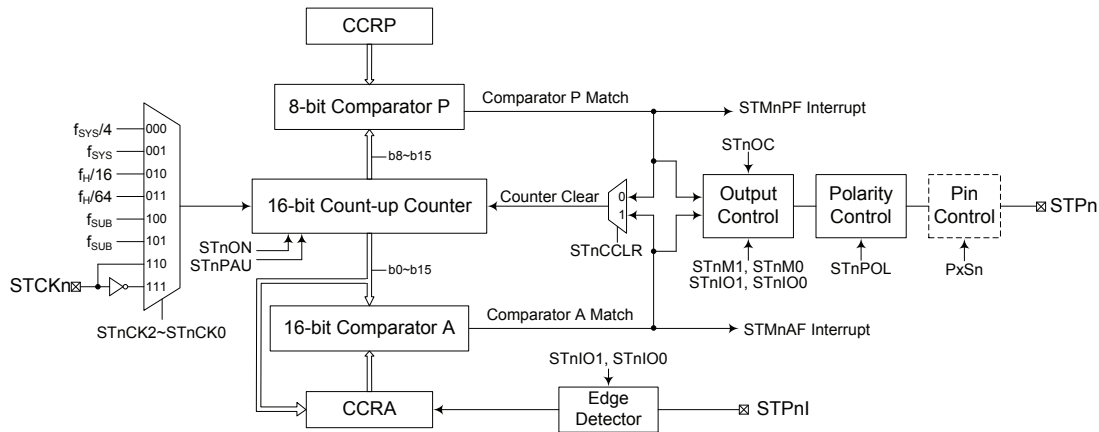 CCRP
8-bit Comparator P
Comparator P Match
STMnPF Interrupt
b8~b15
fSYS/4
000
fSYS
001
fH/16
010
fH/64
011
fSUB
100
fSUB
101
110
111
STCKn
STnCK2~STnCK0
16-bit Count-up Counter
STnON
STnPAU
Counter Clear
0
1
STnCCLR
STnOC
Output
Control
STnM1, STnM0
STnIO1, STnIO0
Polarity
Control
STnPOL
Pin
Control
PxSn
STPn
b0~b15
16-bit Comparator A
Comparator A Match
STMnAF Interrupt
STnIO1, STnIO0
CCRA
Edge
Detector
STPnI